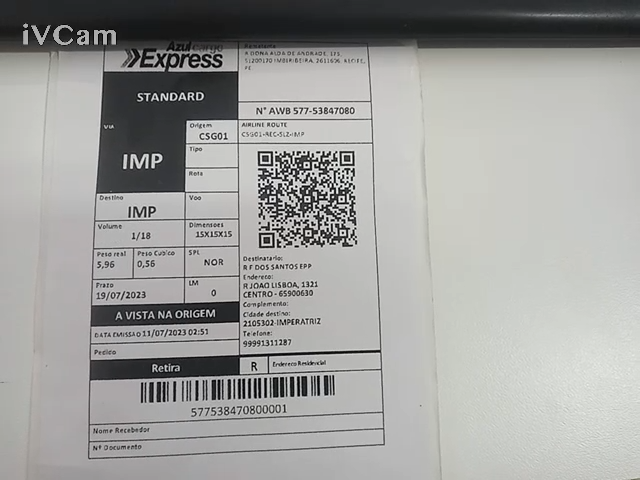 iVCam
Azul cargo
Express
Remetente
R DONA ALDA DE ANDRADE, 175,
51200170 IMBIRIBEIRA, 2611606, RECIFE,
PE.
STANDARD
N° AWB 577-53847080
VIA
IMP
Origem
CSG01
AIRLINE ROUTE
CSG01-REC-SLZ-IMP
Tipo
Rota
Destino
IMP
Voo
Volume
1/18
Dimensoes
15X15X15
Peso real
5,96
Peso Cubico
0,56
SPL
NOR
Prazo
19/07/2023
LM
0
Destinatario:
R F DOS SANTOS EPP
Endereco:
R JOAO LISBOA, 1321
CENTRO - 65900630
Complemento:
Cidade destino:
2105302-IMPERATRIZ
Telefone:
99991311287
A VISTA NA ORIGEM
DATA EMISSAO 11/07/2023 02:51
Pedido
Retira
R
Endereco Residencial
577538470800001
Nome Recebedor
Nº Documento